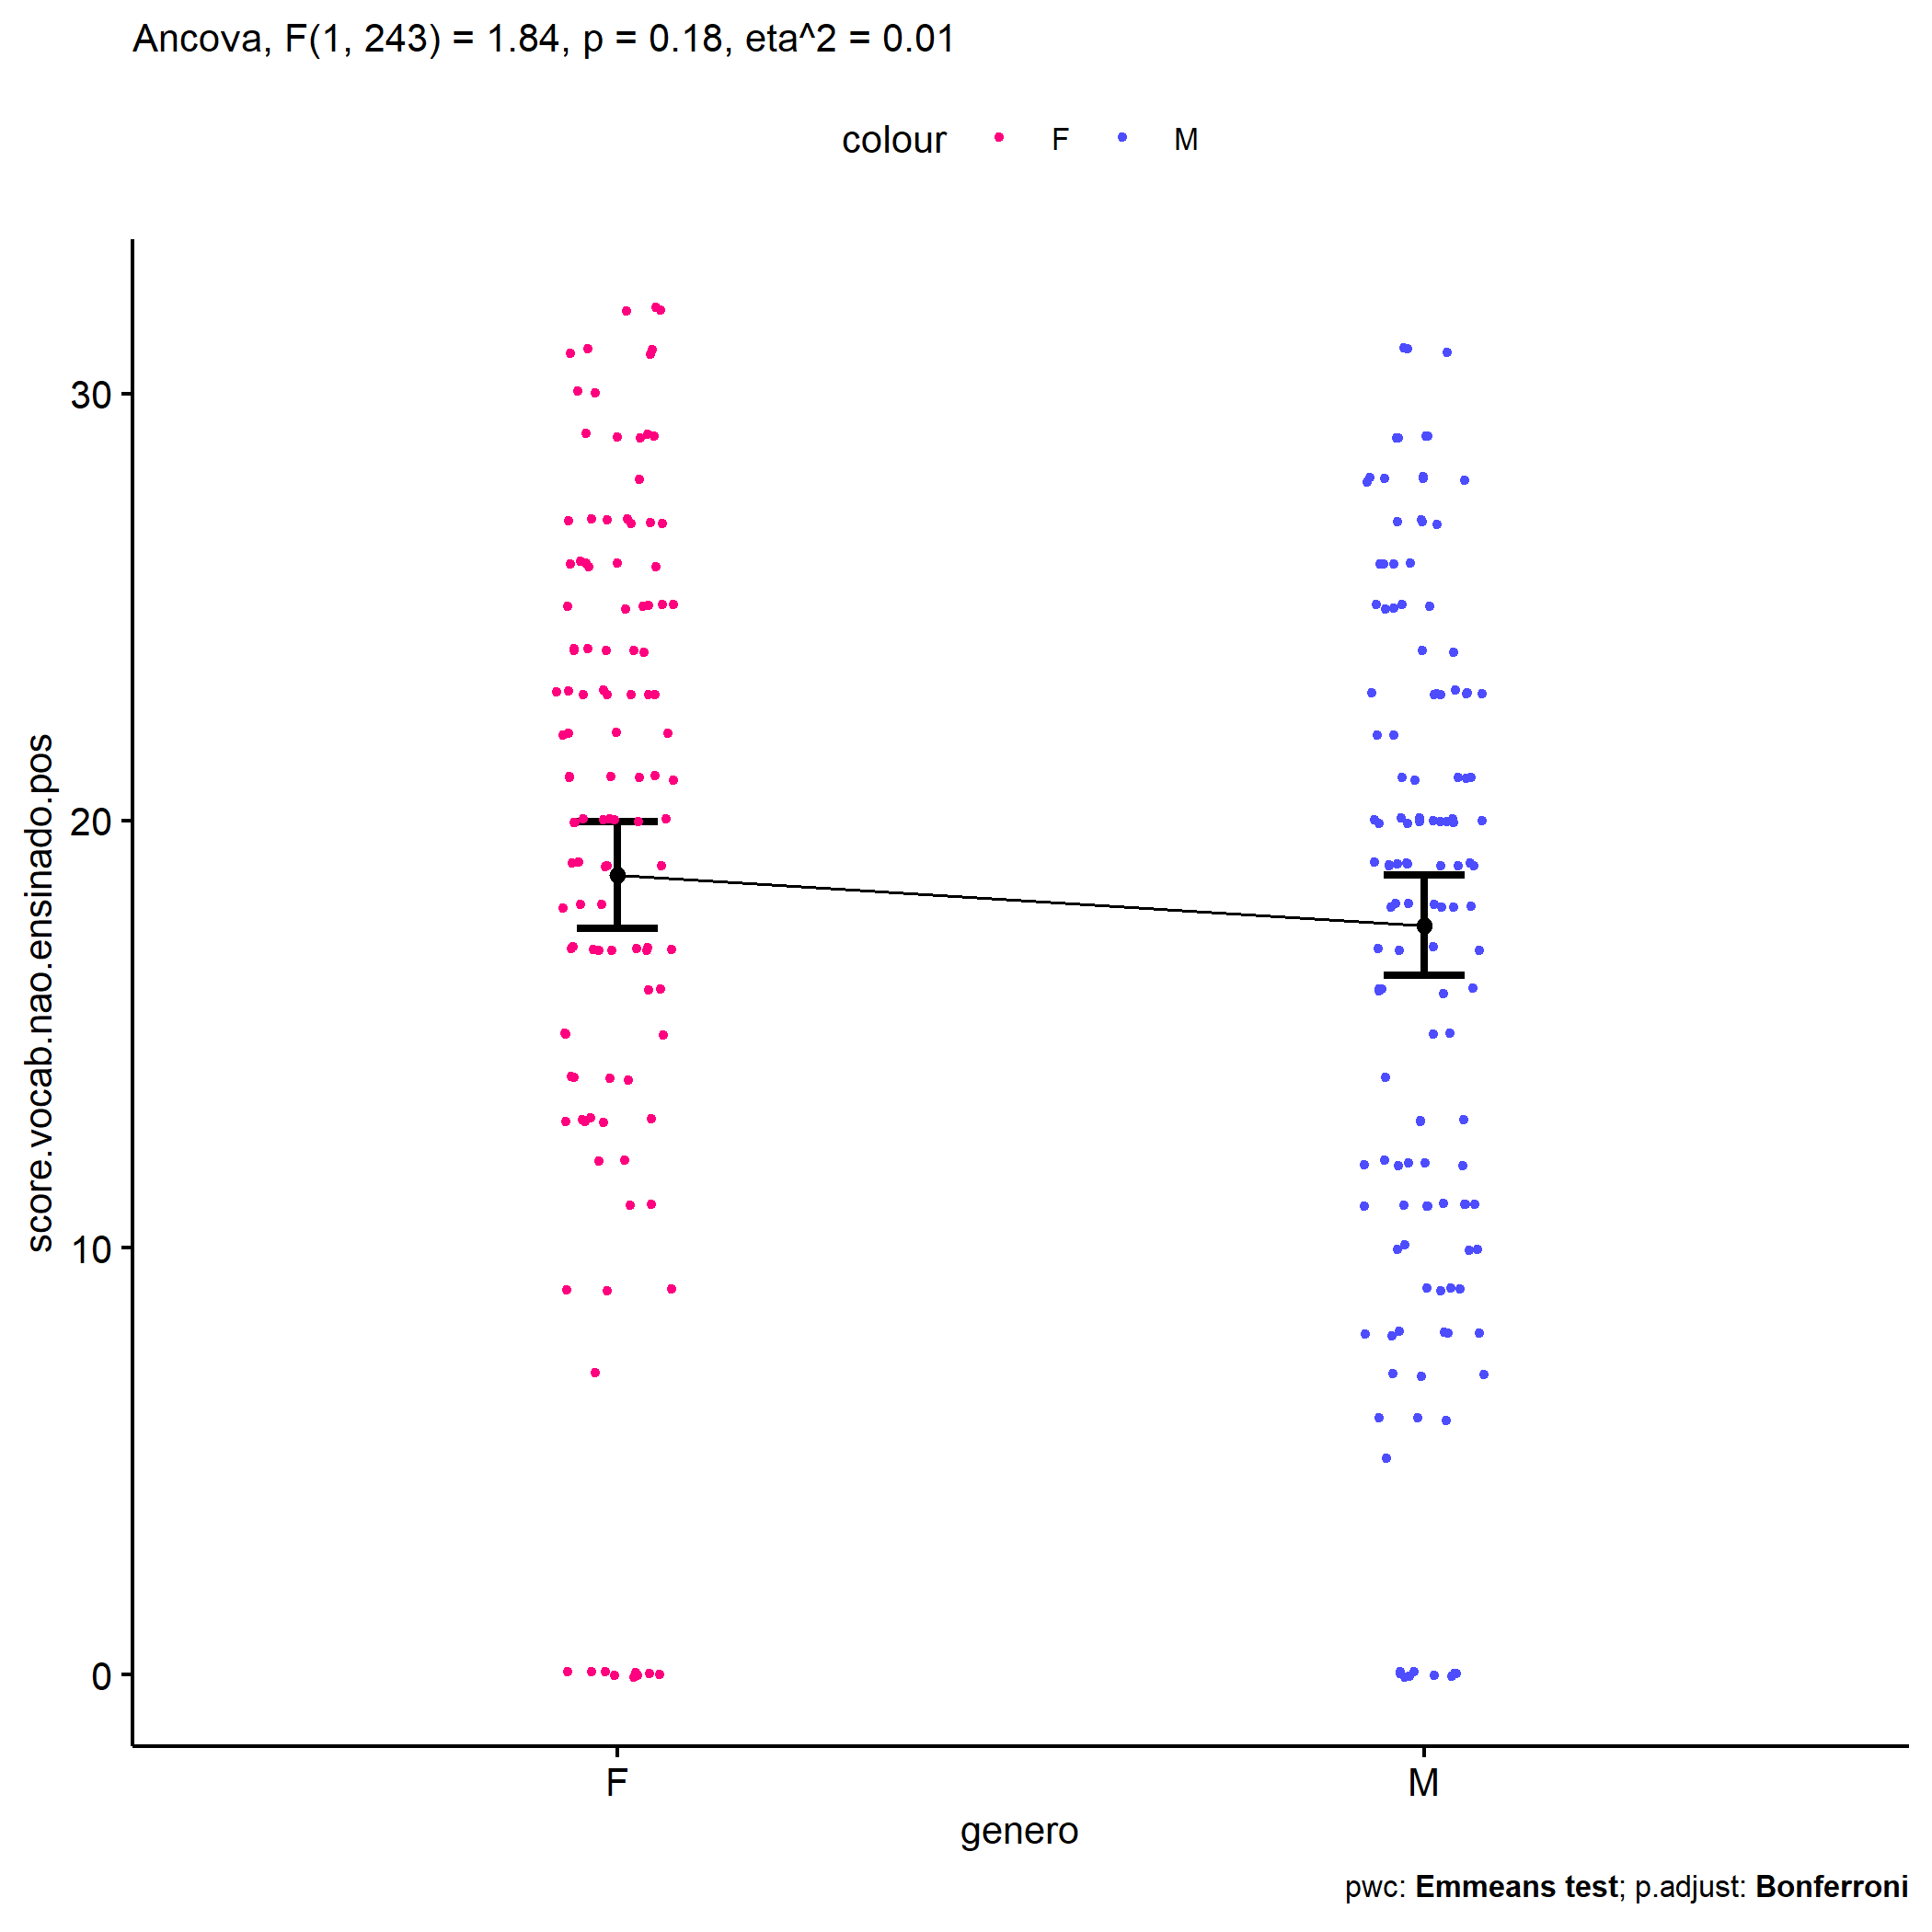 Ancova, F(1, 243) = 1.84, p = 0.18, eta^2 = 0.01
colour F M
score.vocab.nao.ensinado.pos
30
20
10
0
F M
genero
pwc: Emmeans test; p.adjust: Bonferroni